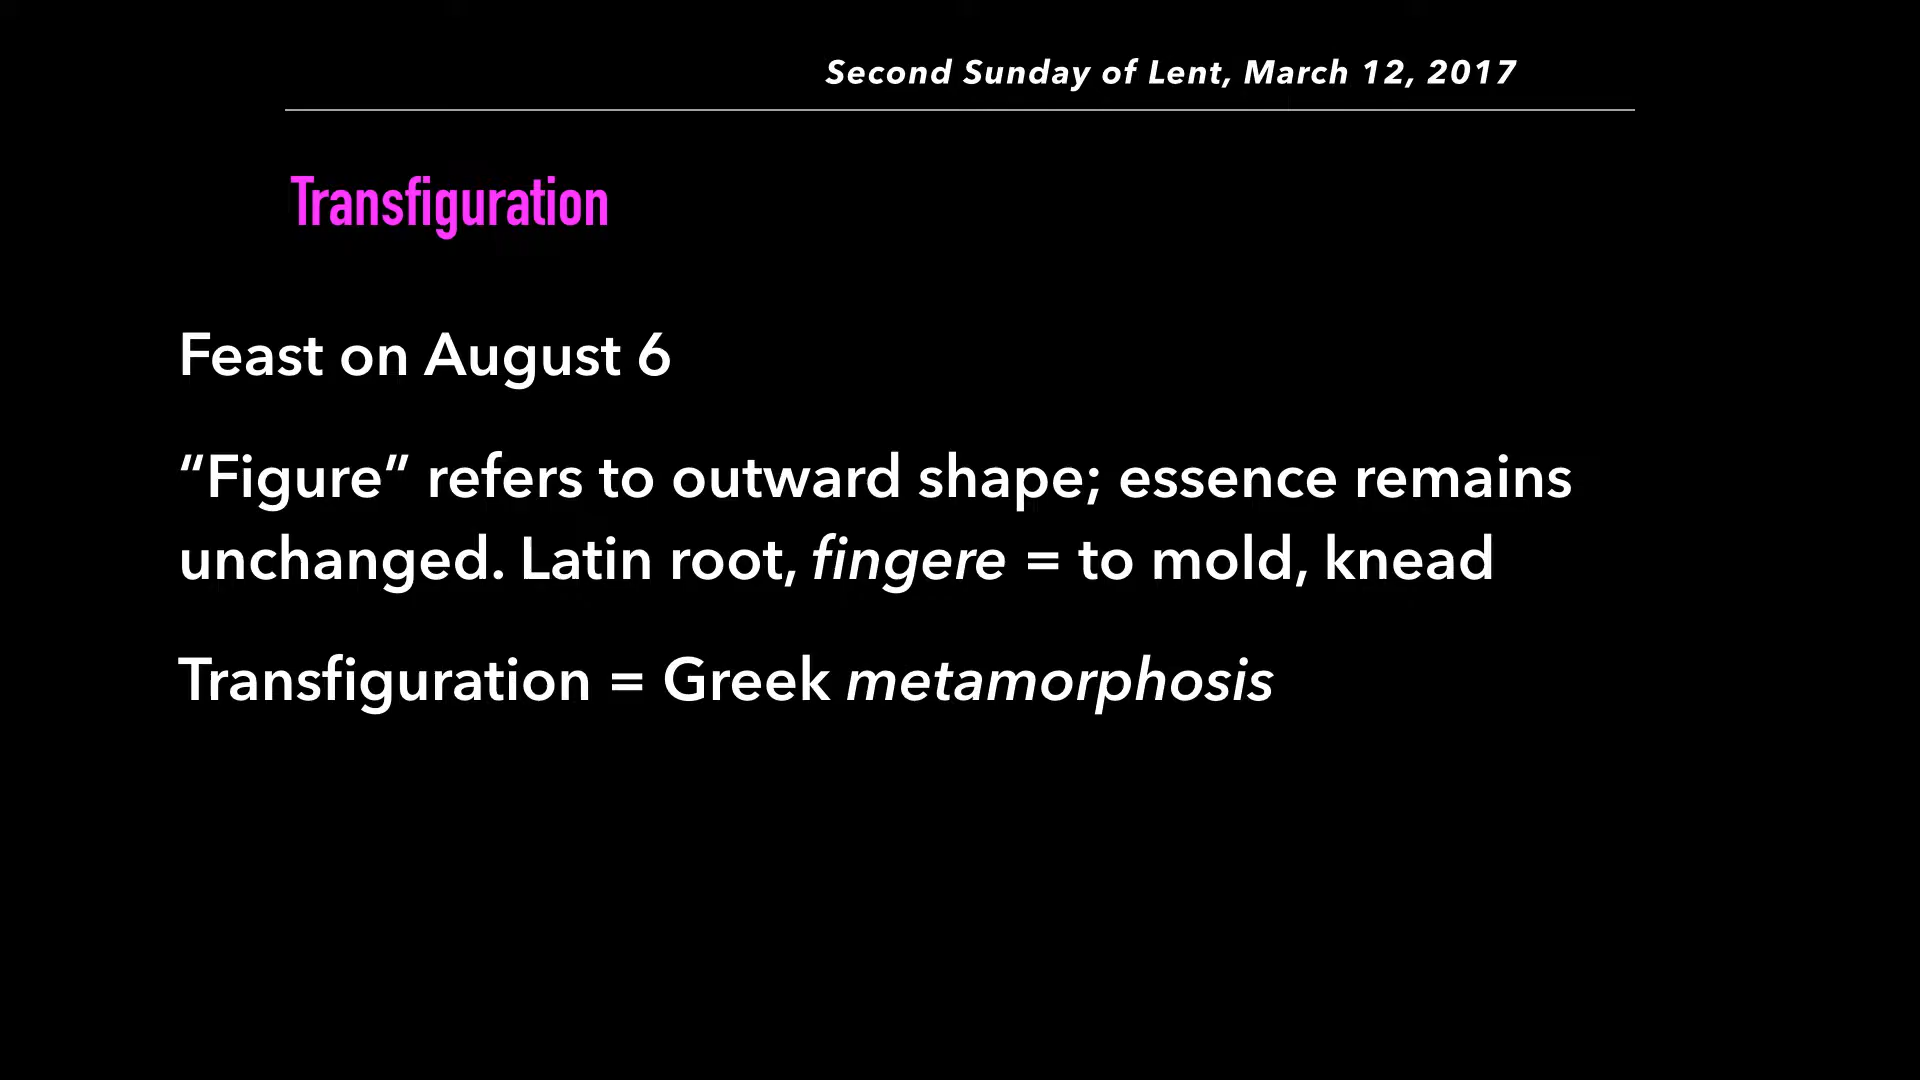 Second Sunday of Lent, March 12, 2017
Transfiguration
Feast on August 6
“Figure” refers to outward shape; essence remains
unchanged. Latin root, fingere = to mold, knead
Transfiguration = Greek metamorphosis